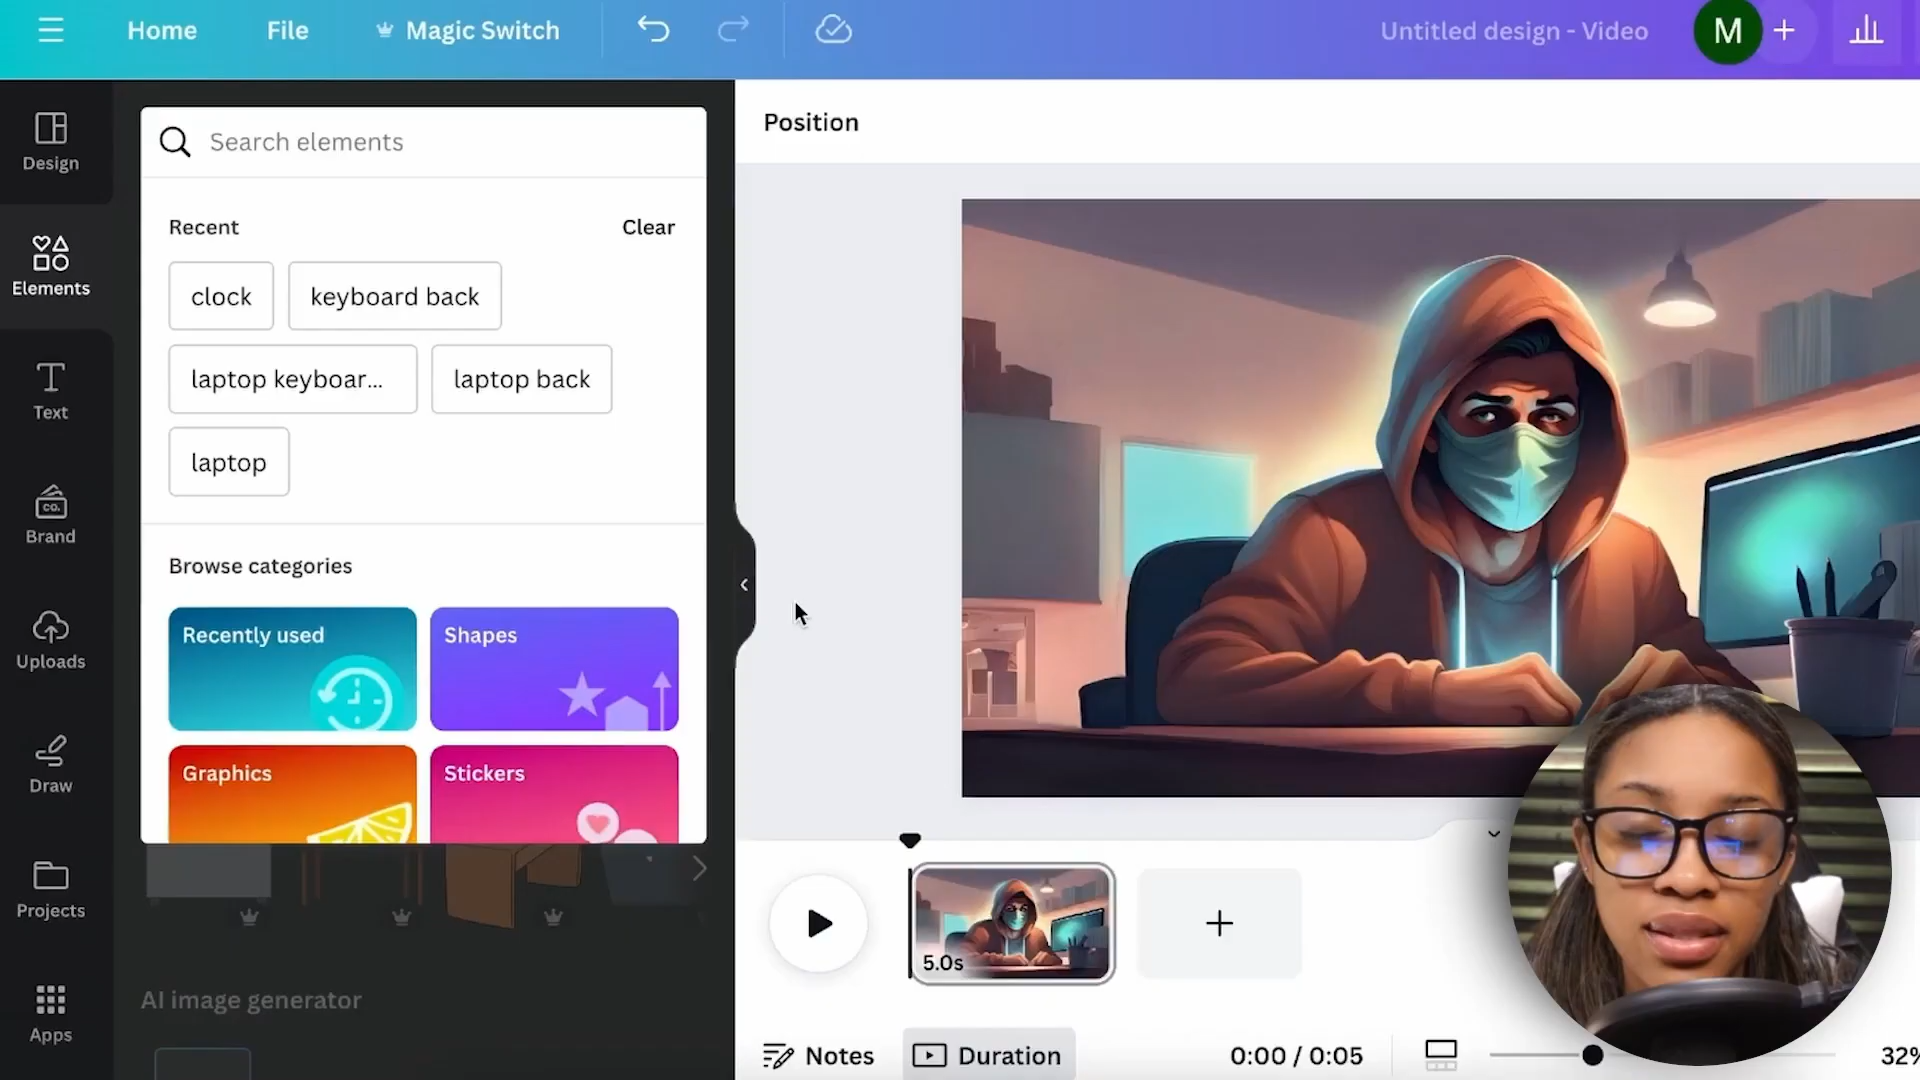 Home File Magic Switch Untitled design - Video M
Design
Elements
Text
Brand
CO.
Uploads
Draw
Projects
Apps
Search elements
Recent Clear
clock keyboard back
laptop keyboar... laptop back
laptop
Browse categories
Recently used Shapes
Graphics Stickers
AI image generator
Position
5.0s
Notes Duration 0:00 / 0:05 32%